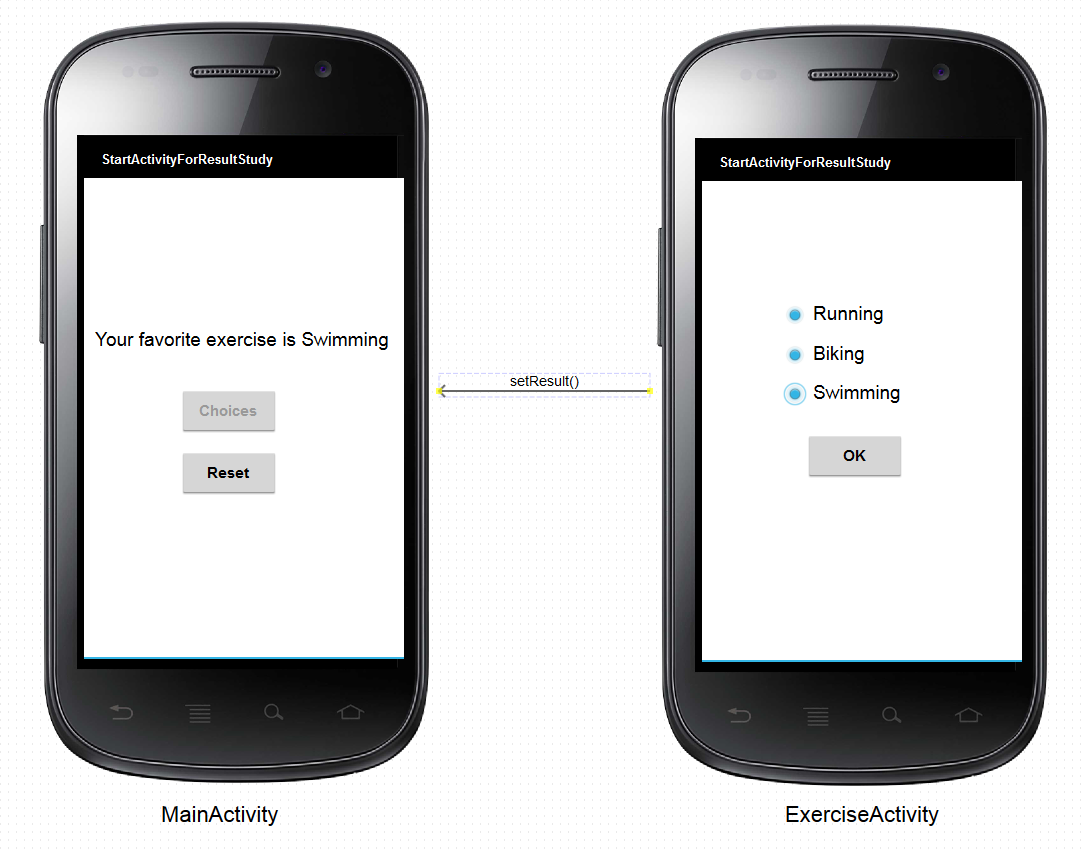 StartActivityForResultStudy
Your favorite exercise is Swimming
Choices
Reset
MainActivity
setResult()
StartActivityForResultStudy
Running
Biking
Swimming
OK
ExerciseActivity